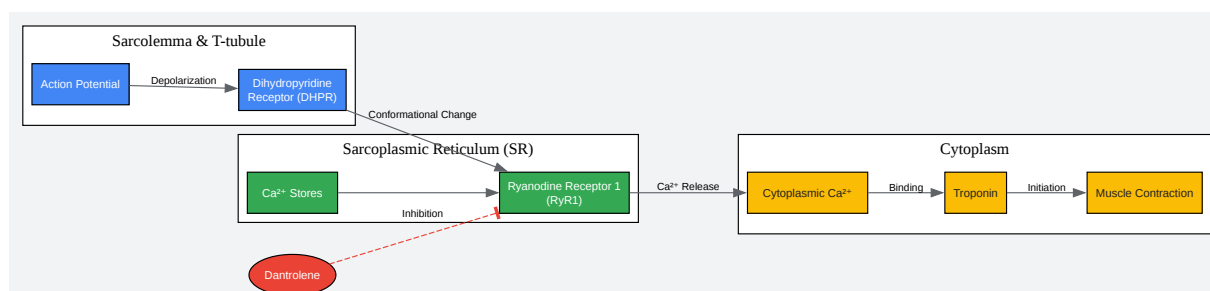 Sarcolemma & T-tubule
Action Potential
Depolarization
Dihydropyridine
Receptor (DHPR)
Conformational Change
Sarcoplasmic Reticulum (SR)
Ca²⁺ Stores
Ryanodine Receptor 1
(RyR1)
Inhibition
Dantrolene
Ca²⁺ Release
Cytoplasm
Cytoplasmic Ca²⁺
Binding
Troponin
Initiation
Muscle Contraction